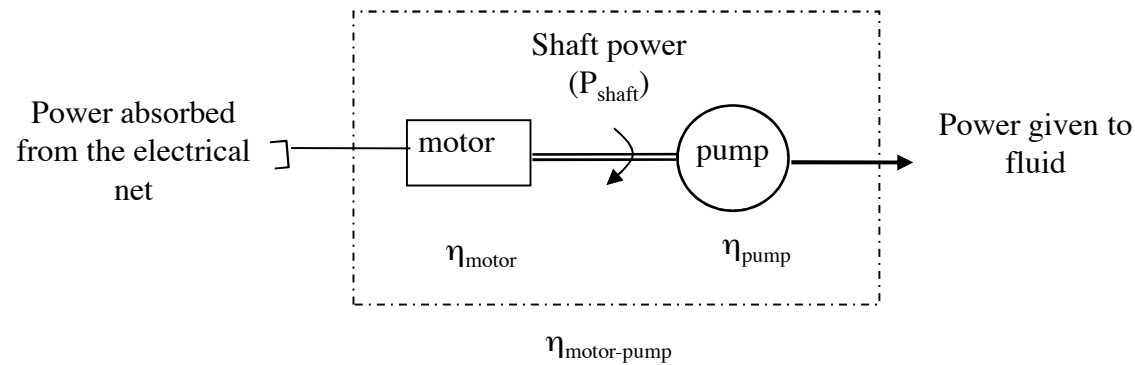 Shaft power
(P_shaft)
Power absorbed
from the electrical
net
motor
pump
Power given to
fluid
η_motor
η_pump
η_motor-pump